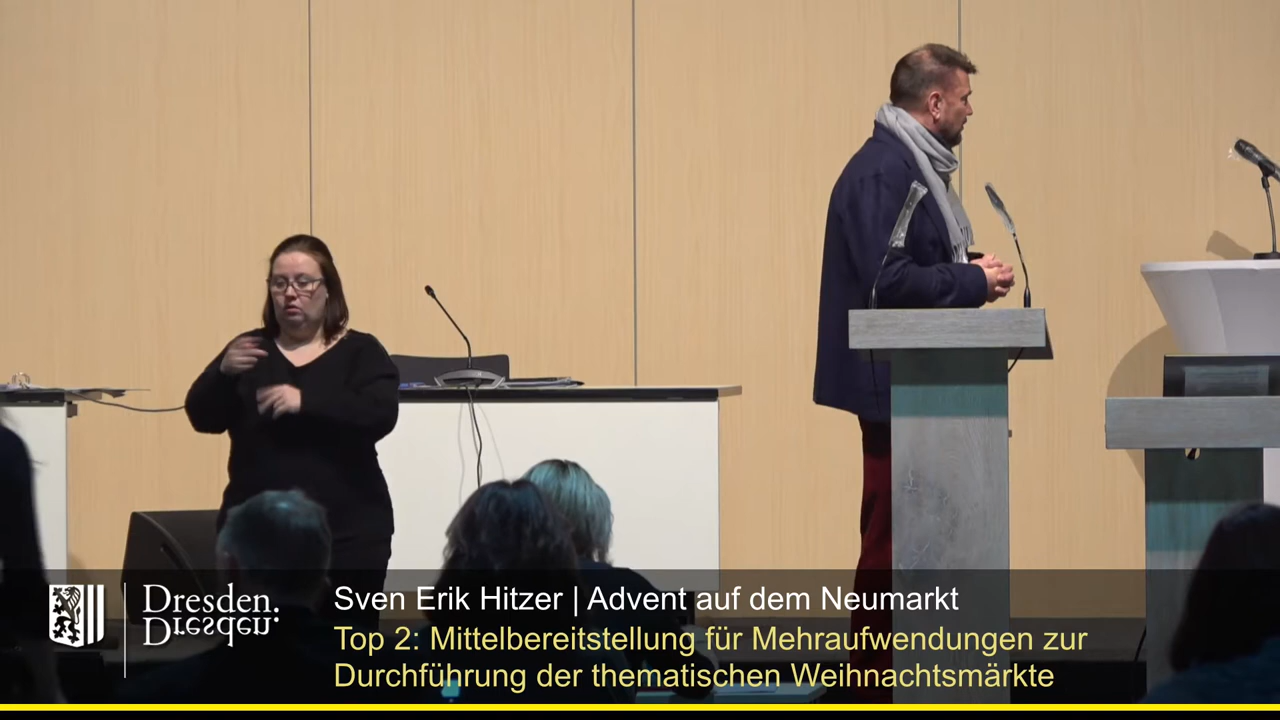 Dresden.
Dresden.
Sven Erik Hitzer | Advent auf dem Neumarkt
Top 2: Mittelbereitstellung für Mehraufwendungen zur
Durchführung der thematischen Weihnachtsmärkte